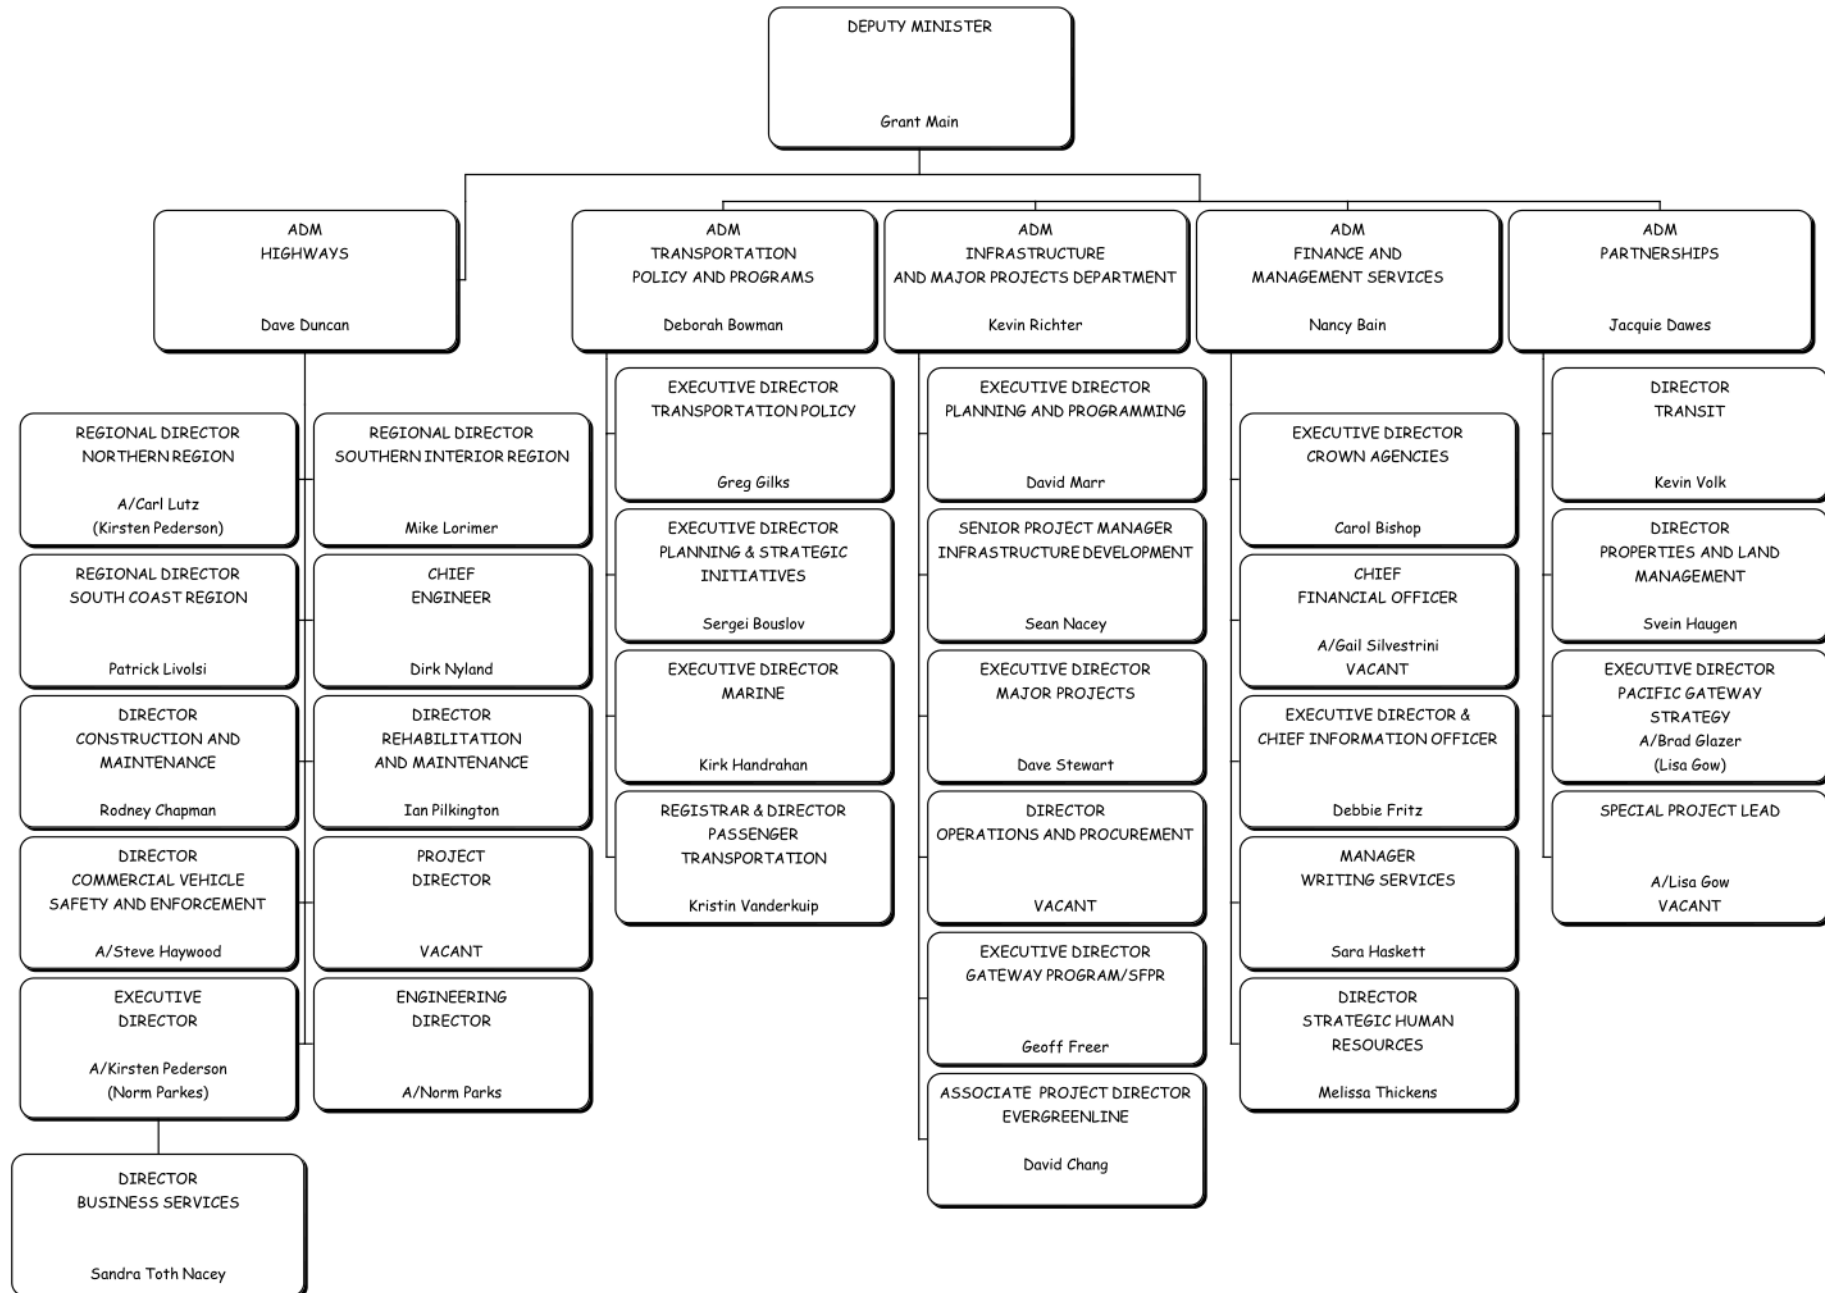 DEPUTY MINISTER
Grant Main
ADM
HIGHWAYS
Dave Duncan
ADM
TRANSPORTATION
POLICY AND PROGRAMS
Deborah Bowman
ADM
INFRASTRUCTURE
AND MAJOR PROJECTS DEPARTMENT
Kevin Richter
ADM
FINANCE AND
MANAGEMENT SERVICES
Nancy Bain
ADM
PARTNERSHIPS
Jacquie Dawes
REGIONAL DIRECTOR
NORTHERN REGION
A/Carl Lutz
(Kirsten Pederson)
REGIONAL DIRECTOR
SOUTHERN INTERIOR REGION
Mike Lorimer
REGIONAL DIRECTOR
SOUTH COAST REGION
Patrick Livolsi
CHIEF
ENGINEER
Dirk Nyland
DIRECTOR
CONSTRUCTION AND
MAINTENANCE
Rodney Chapman
DIRECTOR
REHABILITATION
AND MAINTENANCE
Ian Pilkington
DIRECTOR
COMMERCIAL VEHICLE
SAFETY AND ENFORCEMENT
A/Steve Haywood
PROJECT
DIRECTOR
VACANT
EXECUTIVE
DIRECTOR
A/Kirsten Pederson
(Norm Parkes)
ENGINEERING
DIRECTOR
A/Norm Parks
DIRECTOR
BUSINESS SERVICES
Sandra Toth Nacey
EXECUTIVE DIRECTOR
TRANSPORTATION POLICY
Greg Gilks
EXECUTIVE DIRECTOR
PLANNING & STRATEGIC
INITIATIVES
Sergei Bouslov
EXECUTIVE DIRECTOR
MARINE
Kirk Handrahan
REGISTRAR & DIRECTOR
PASSENGER
TRANSPORTATION
Kristin Vanderkuip
EXECUTIVE DIRECTOR
PLANNING AND PROGRAMMING
David Marr
SENIOR PROJECT MANAGER
INFRASTRUCTURE DEVELOPMENT
Sean Nacey
EXECUTIVE DIRECTOR
MAJOR PROJECTS
Dave Stewart
DIRECTOR
OPERATIONS AND PROCUREMENT
VACANT
EXECUTIVE DIRECTOR
GATEWAY PROGRAM/SFPR
Geoff Freer
ASSOCIATE PROJECT DIRECTOR
EVERGREENLINE
David Chang
EXECUTIVE DIRECTOR
CROWN AGENCIES
Carol Bishop
CHIEF
FINANCIAL OFFICER
A/Gail Silvestrini
VACANT
EXECUTIVE DIRECTOR &
CHIEF INFORMATION OFFICER
Debbie Fritz
MANAGER
WRITING SERVICES
Sara Haskett
DIRECTOR
STRATEGIC HUMAN
RESOURCES
Melissa Thickens
DIRECTOR
TRANSIT
Kevin Volk
DIRECTOR
PROPERTIES AND LAND
MANAGEMENT
Svein Haugen
EXECUTIVE DIRECTOR
PACIFIC GATEWAY
STRATEGY
A/Brad Glazer
(Lisa Gow)
SPECIAL PROJECT LEAD
A/Lisa Gow
VACANT